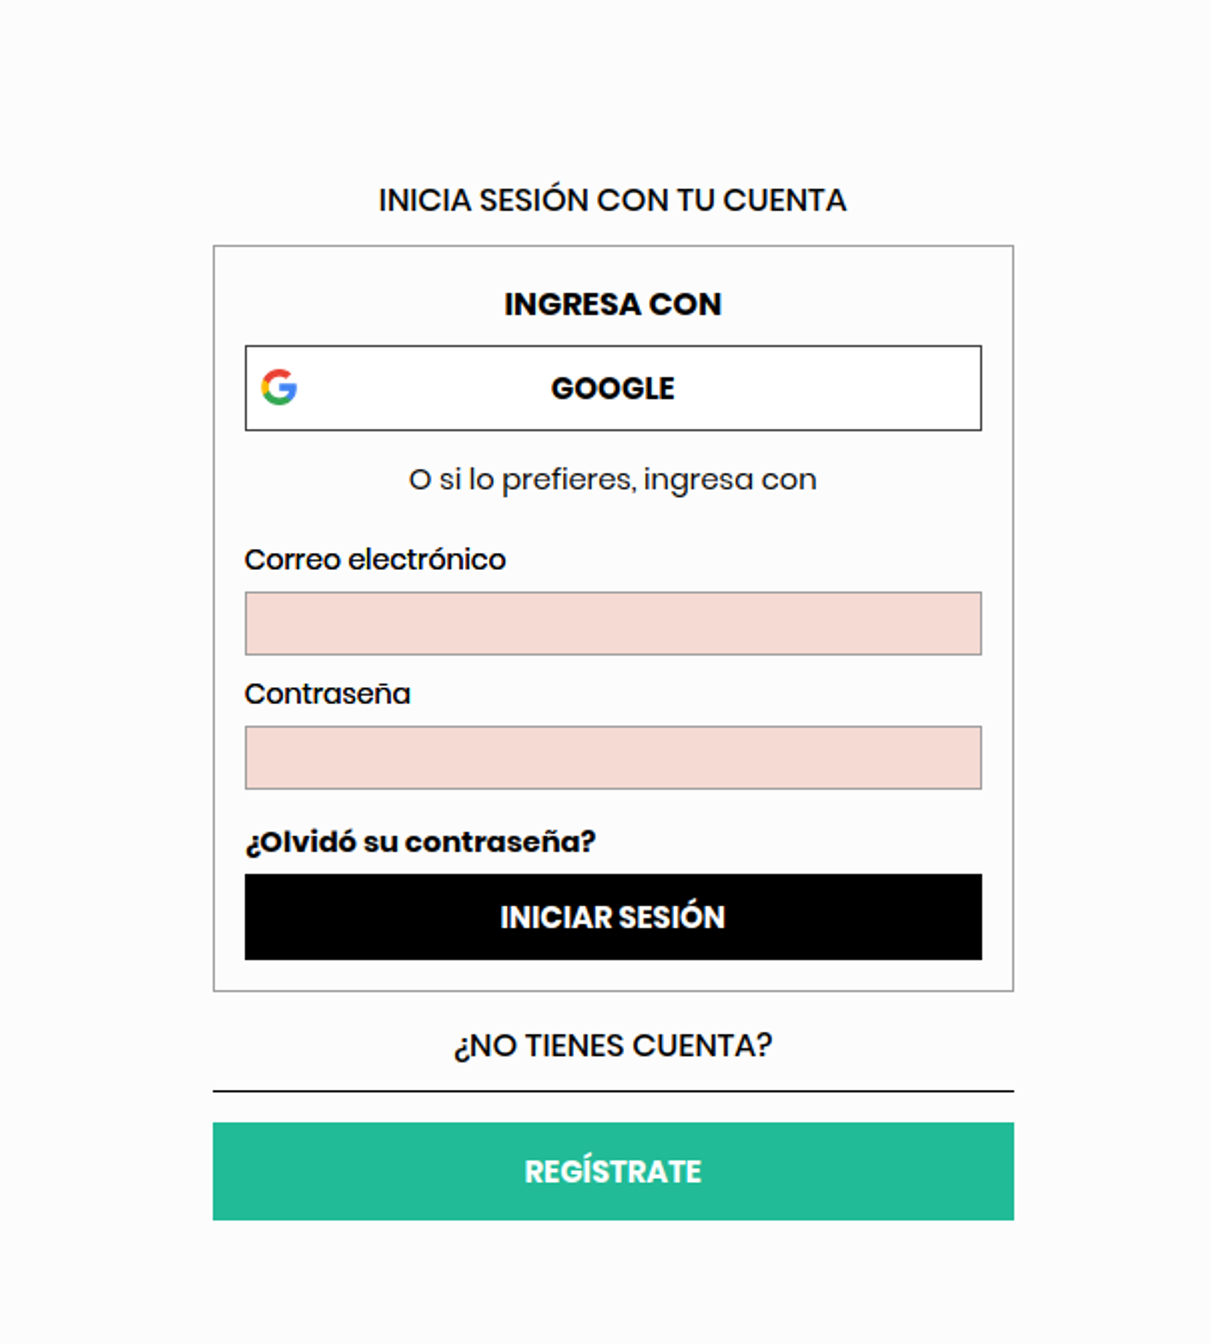 INICIA SESIÓN CON TU CUENTA
INGRESA CON
GOOGLE
O si lo prefieres, ingresa con
Correo electrónico
Contraseña
¿Olvidó su contraseña?
INICIAR SESIÓN
¿NO TIENES CUENTA?
REGÍSTRATE